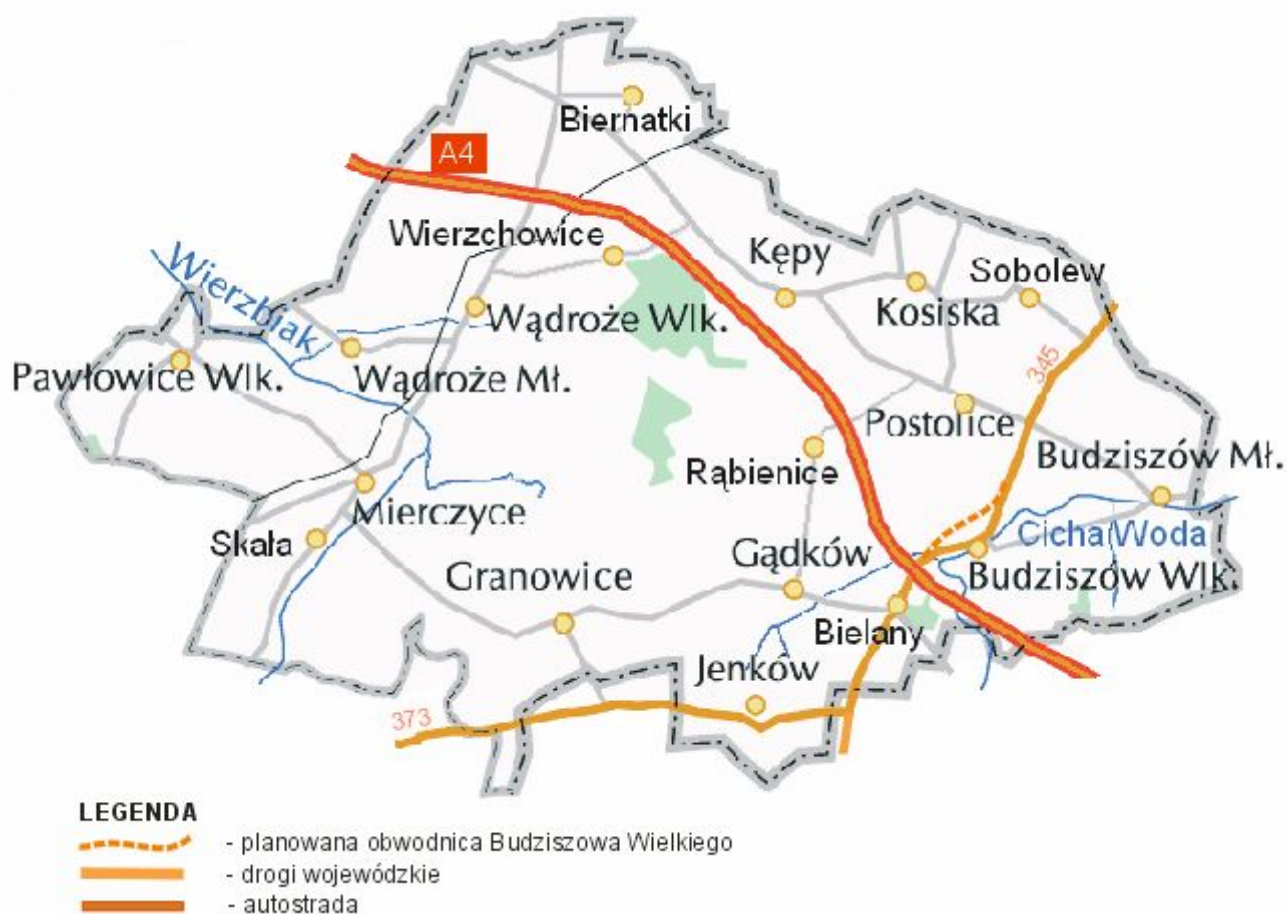 Biernatki
A4
Wierzchowice
Kępy
Sobolew
Wierzbiak
Kosiska
Wądroże Wlk.
345
Pawłowice Wlk.
Wądroże Mł.
Postolice
Budziszów Mł.
Rąbienice
Mierczyce
Skała
Cicha Woda
Gądków
Granowice
Budziszów Wlk.
Bielany
Jenków
373
LEGENDA
- planowana obwodnica Budziszowa Wielkiego
- drogi wojewódzkie
- autostrada